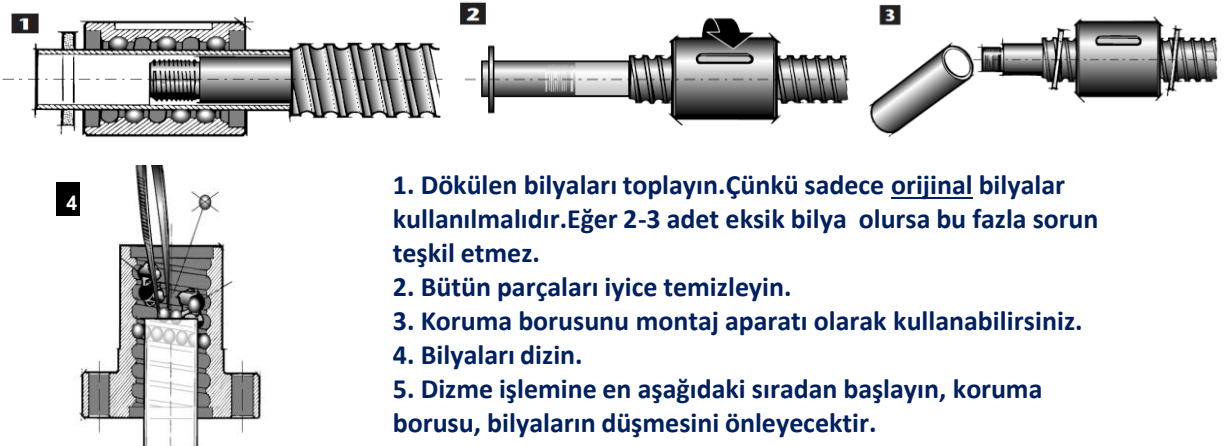 1
2
3
4
1. Dökülen bilyaları toplayın.Çünkü sadece orijinal bilyalar
kullanılmalıdır.Eğer 2-3 adet eksik bilya olursa bu fazla sorun
teşkil etmez.
2. Bütün parçaları iyice temizleyin.
3. Koruma borusunu montaj aparatı olarak kullanabilirsiniz.
4. Bilyaları dizin.
5. Dizme işlemine en aşağıdaki sıradan başlayın, koruma
borusu, bilyaların düşmesini önleyecektir.